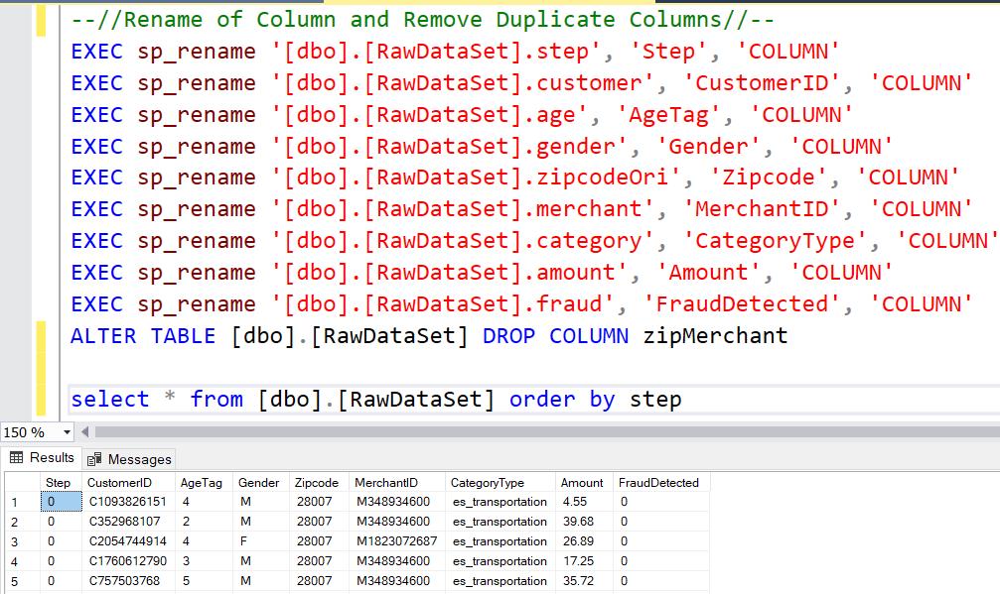 --//Rename of Column and Remove Duplicate Columns//--
EXEC sp_rename '[dbo].[RawDataSet].step', 'Step', 'COLUMN'
EXEC sp_rename '[dbo].[RawDataSet].customer', 'CustomerID', 'COLUMN'
EXEC sp_rename '[dbo].[RawDataSet].age', 'AgeTag', 'COLUMN'
EXEC sp_rename '[dbo].[RawDataSet].gender', 'Gender', 'COLUMN'
EXEC sp_rename '[dbo].[RawDataSet].zipcodeOri', 'Zipcode', 'COLUMN'
EXEC sp_rename '[dbo].[RawDataSet].merchant', 'MerchantID', 'COLUMN'
EXEC sp_rename '[dbo].[RawDataSet].category', 'CategoryType', 'COLUMN'
EXEC sp_rename '[dbo].[RawDataSet].amount', 'Amount', 'COLUMN'
EXEC sp_rename '[dbo].[RawDataSet].fraud', 'FraudDetected', 'COLUMN'
ALTER TABLE [dbo].[RawDataSet] DROP COLUMN zipMerchant
select * from [dbo].[RawDataSet] order by step
150 %
Results Messages
Step CustomerID AgeTag Gender Zipcode MerchantID CategoryType Amount FraudDetected
1 0 C1093826151 4 M 28007 M348934600 es_transportation 4.55 0
2 0 C352968107 2 M 28007 M348934600 es_transportation 39.68 0
3 0 C2054744914 4 F 28007 M1823072687 es_transportation 26.89 0
4 0 C1760612790 3 M 28007 M348934600 es_transportation 17.25 0
5 0 C757503768 5 M 28007 M348934600 es_transportation 35.72 0